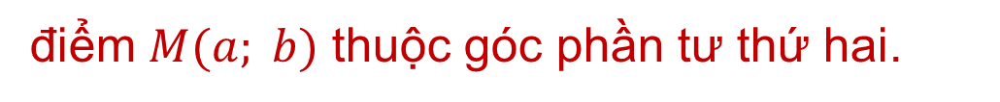 điểm M(a; b) thuộc góc phần tư thứ hai.